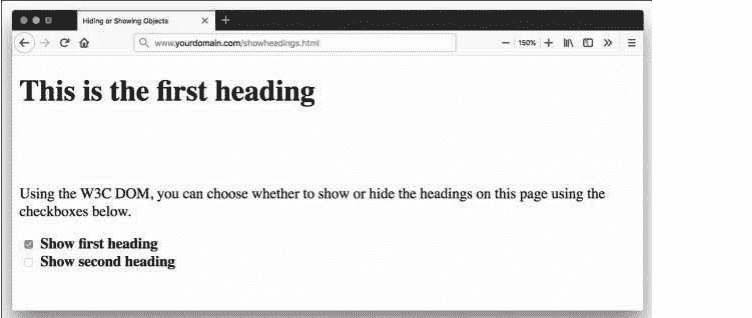 Hiding or Showing Objects
www.yourdomain.com/showheadings.html
150%
This is the first heading
Using the W3C DOM, you can choose whether to show or hide the headings on this page using the
checkboxes below.
Show first heading
Show second heading